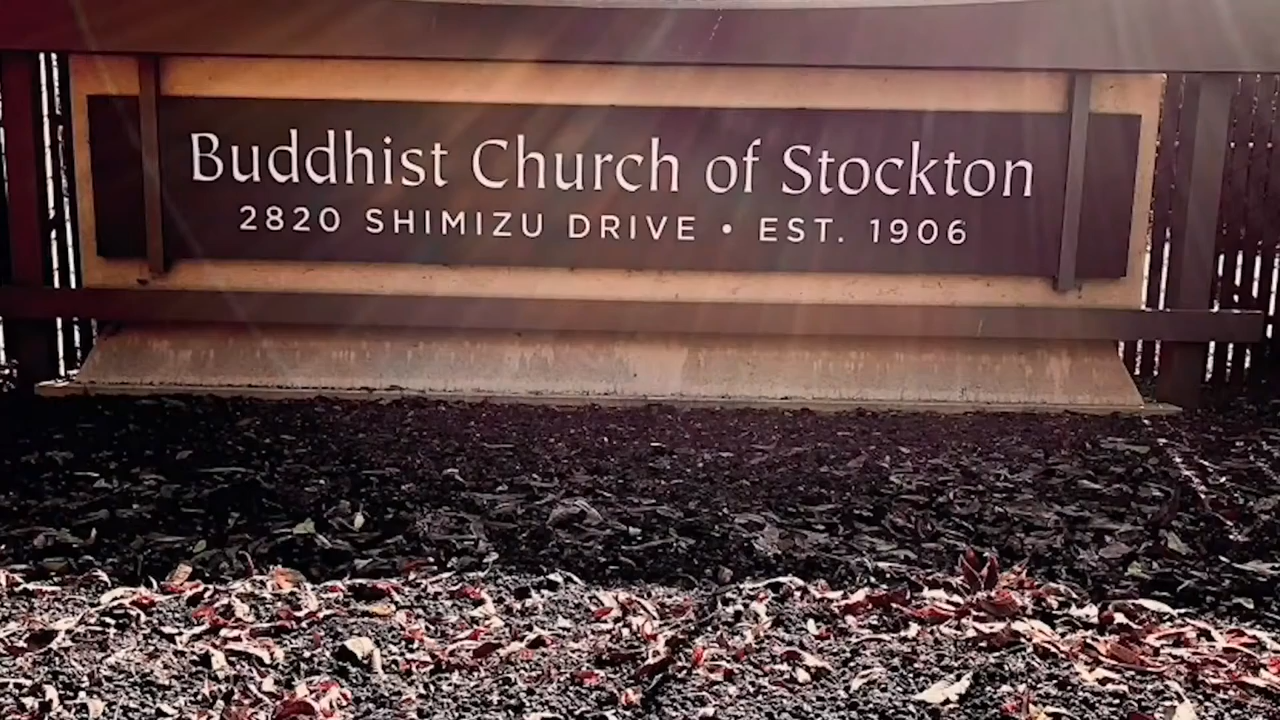 Buddhist Church of Stockton
2820 SHIMIZU DRIVE • EST. 1906